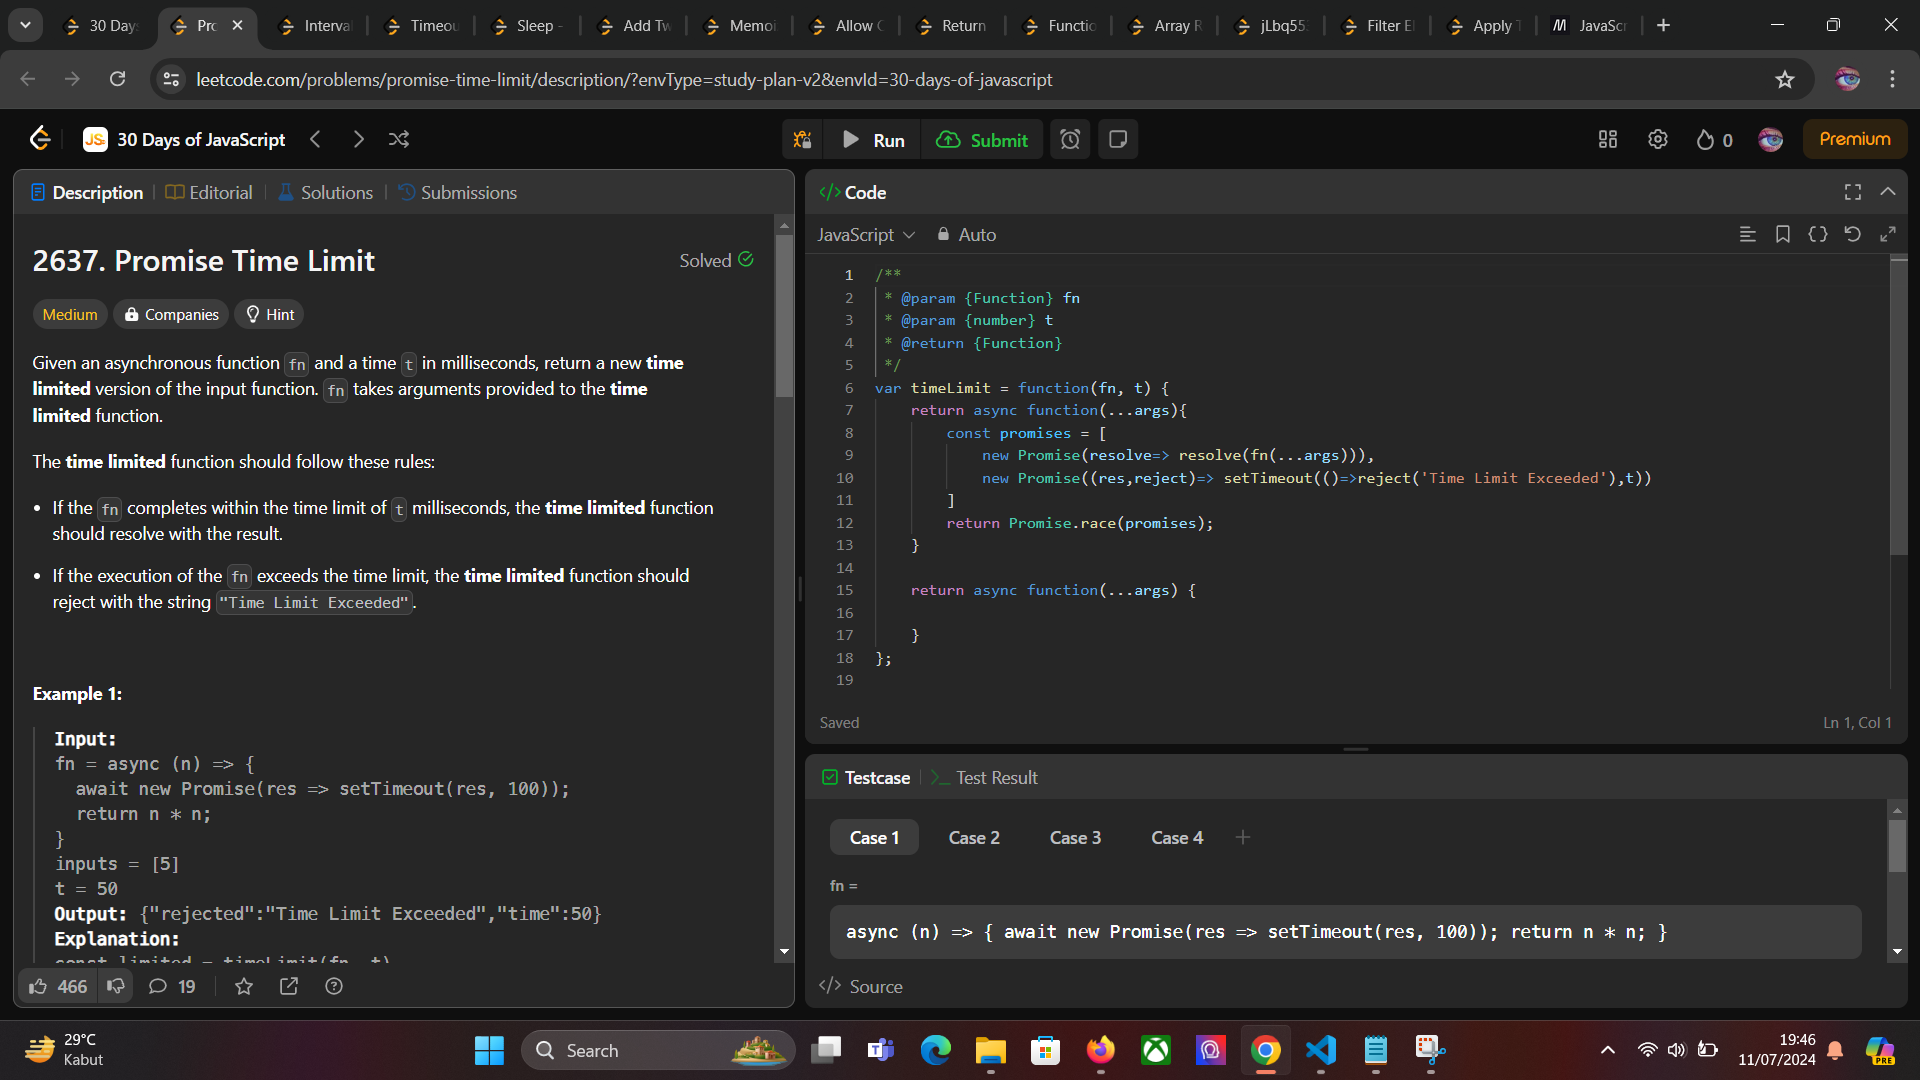 30 Day
Pro
Interval
Timeou
Sleep -
Add Tw
Memoi
Allow C
Return
Functio
Array R
jLbq553
Filter El
Apply T
JavaScr
leetcode.com/problems/promise-time-limit/description/?envType=study-plan-v2&envId=30-days-of-javascript
JS 30 Days of JavaScript
Run
Submit
0
Premium
Description
Editorial
Solutions
Submissions
2637. Promise Time Limit
Solved
Medium
Companies
Hint
Given an asynchronous function fn and a time t in milliseconds, return a new time
limited version of the input function. fn takes arguments provided to the time
limited function.
The time limited function should follow these rules:
• If the fn completes within the time limit of t milliseconds, the time limited function
should resolve with the result.
• If the execution of the fn exceeds the time limit, the time limited function should
reject with the string "Time Limit Exceeded".
Example 1:
Input:
fn = async (n) => {
await new Promise(res => setTimeout(res, 100));
return n * n;
}
inputs = [5]
t = 50
Output: {"rejected":"Time Limit Exceeded","time":50}
Explanation:
const limited = timeLimit(fn, t)
466
19
</> Code
JavaScript
Auto
1 /**
2 * @param {Function} fn
3 * @param {number} t
4 * @return {Function}
5 */
6 var timeLimit = function(fn, t) {
7 return async function(...args){
8 const promises = [
9 new Promise(resolve=> resolve(fn(...args))),
10 new Promise((res,reject)=> setTimeout(()=>reject('Time Limit Exceeded'),t))
11 ]
12 return Promise.race(promises);
13 }
14
15 return async function(...args) {
16
17 }
18 };
19
Saved
Ln 1, Col 1
Testcase
Test Result
Case 1
Case 2
Case 3
Case 4
+
fn =
async (n) => { await new Promise(res => setTimeout(res, 100)); return n * n; }
</> Source
29°C
Kabut
Search
19:46
11/07/2024
PRE